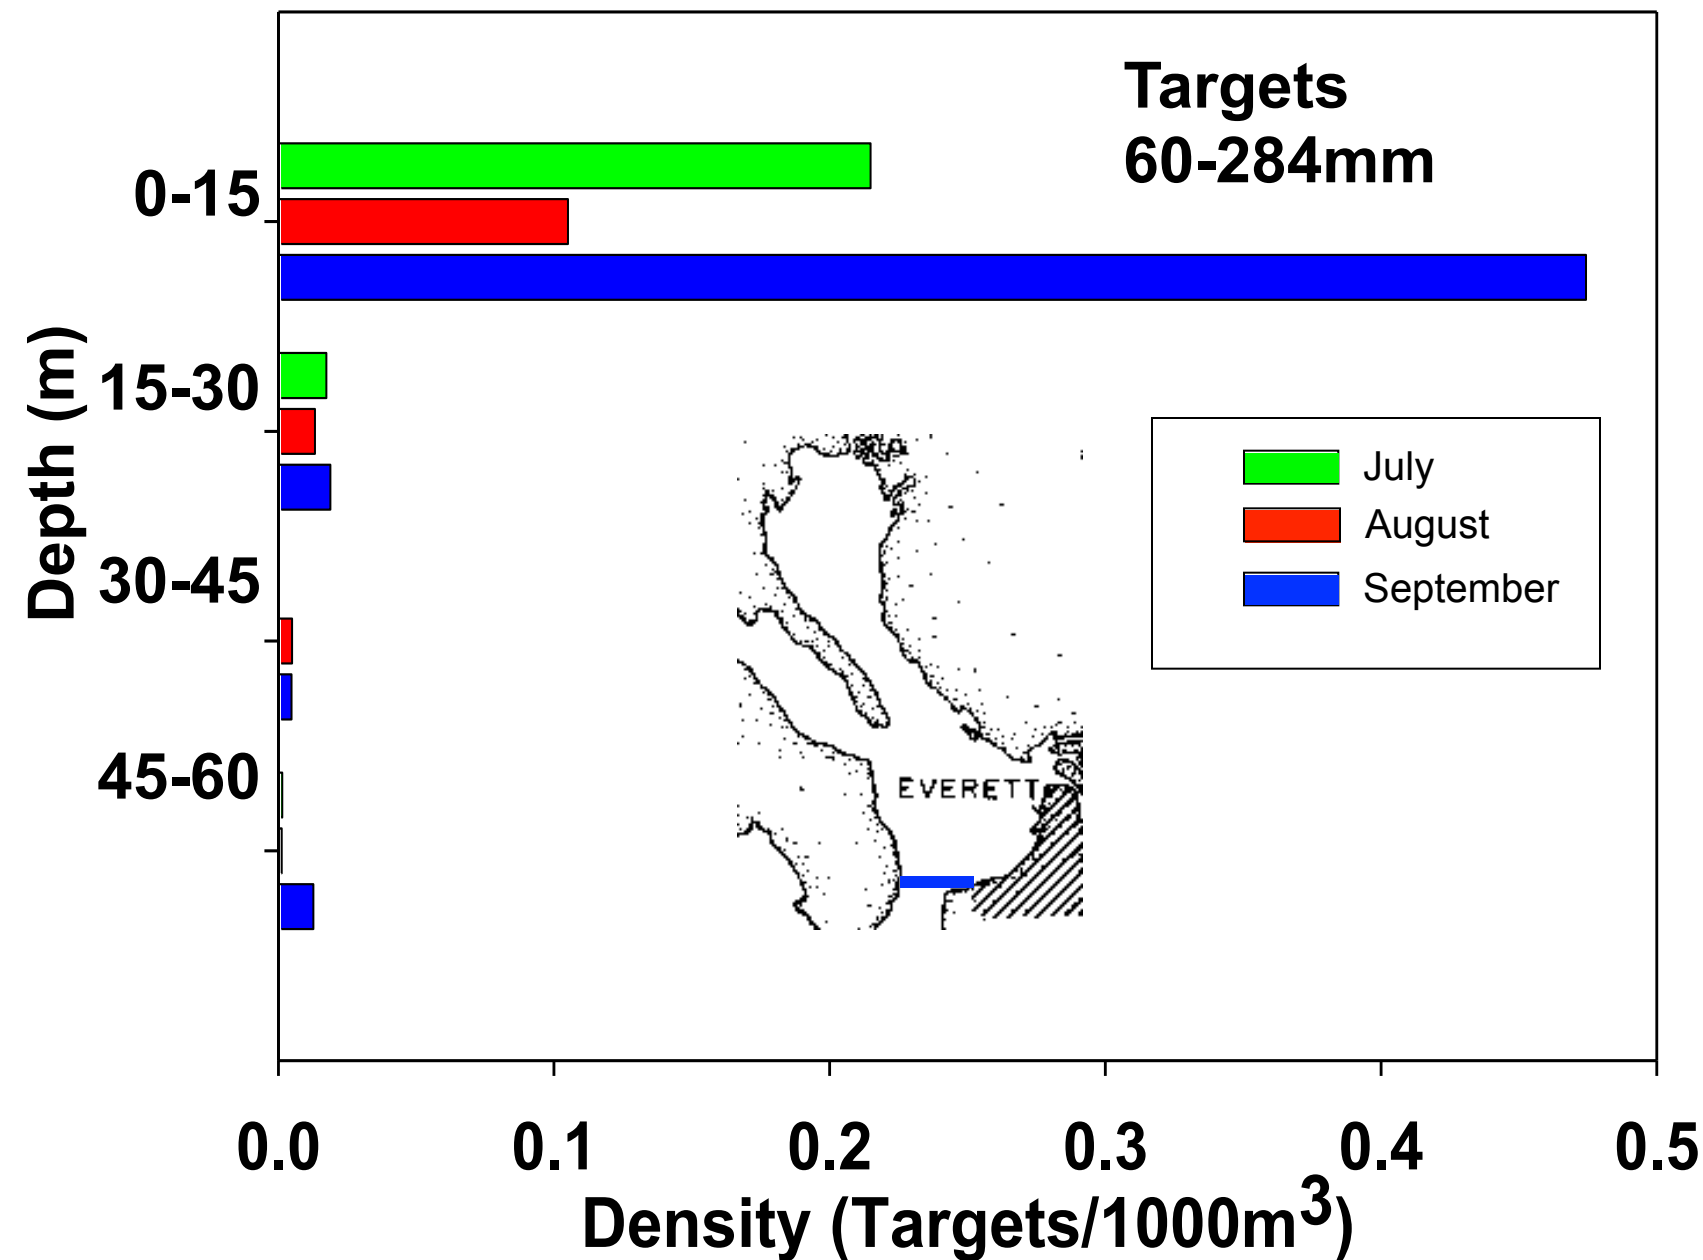 Targets
60-284mm
0-15
15-30
30-45
45-60
Depth (m)
July
August
September
EVERETT
0.0 0.1 0.2 0.3 0.4 0.5
Density (Targets/1000m³)